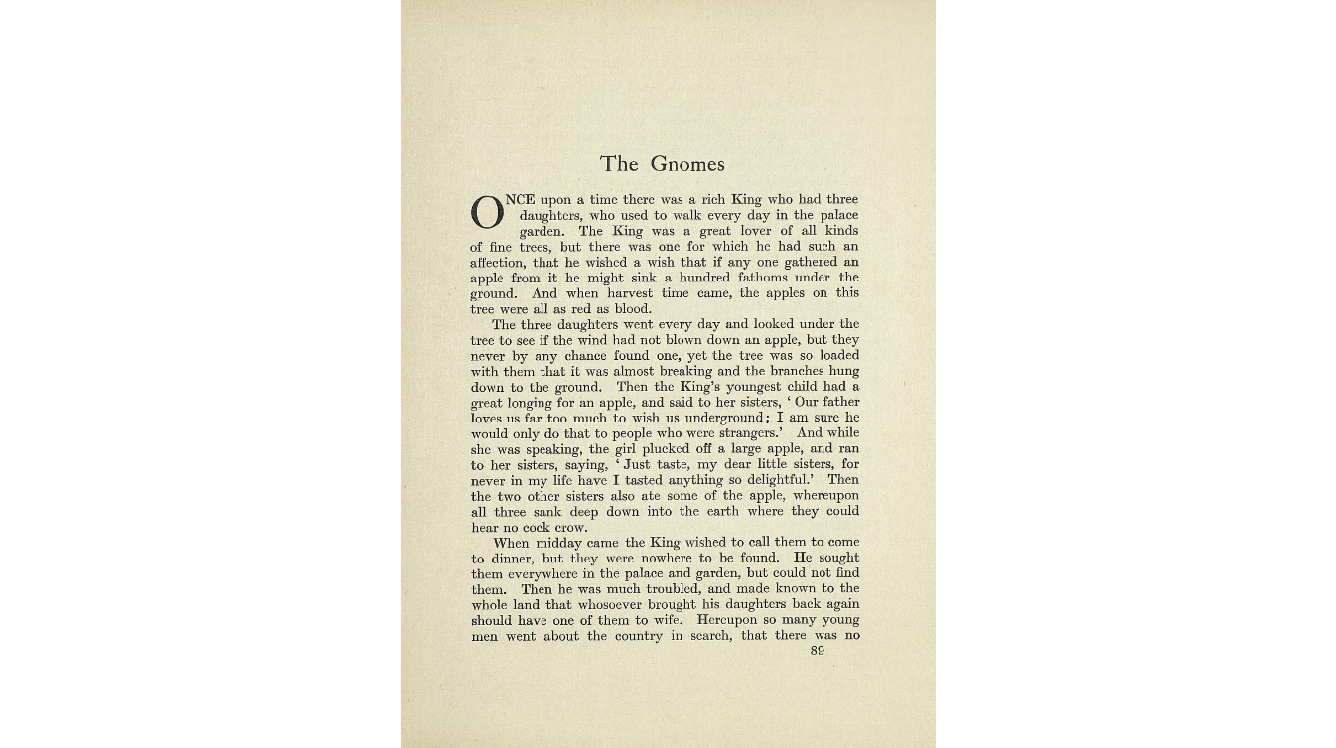 The Gnomes
ONCE upon a time there was a rich King who had three
daughters, who used to walk every day in the palace
garden. The King was a great lover of all kinds
of fine trees, but there was one for which he had such an
affection, that he wished a wish that if any one gathered an
apple from it he might sink a hundred fathoms under the
ground. And when harvest time came, the apples on this
tree were all as red as blood.
The three daughters went every day and looked under the
tree to see if the wind had not blown down an apple, but they
never by any chance found one, yet the tree was so loaded
with them that it was almost breaking and the branches hung
down to the ground. Then the King's youngest child had a
great longing for an apple, and said to her sisters, ‘Our father
loves us far too much to wish us underground; I am sure he
would only do that to people who were strangers.’ And while
she was speaking, the girl plucked off a large apple, and ran
to her sisters, saying, ‘Just taste, my dear little sisters, for
never in my life have I tasted anything so delightful.’ Then
the two other sisters also ate some of the apple, whereupon
all three sank deep down into the earth where they could
hear no cock crow.
When midday came the King wished to call them to come
to dinner, but they were nowhere to be found. He sought
them everywhere in the palace and garden, but could not find
them. Then he was much troubled, and made known to the
whole land that whosoever brought his daughters back again
should have one of them to wife. Hereupon so many young
men went about the country in search, that there was no
89